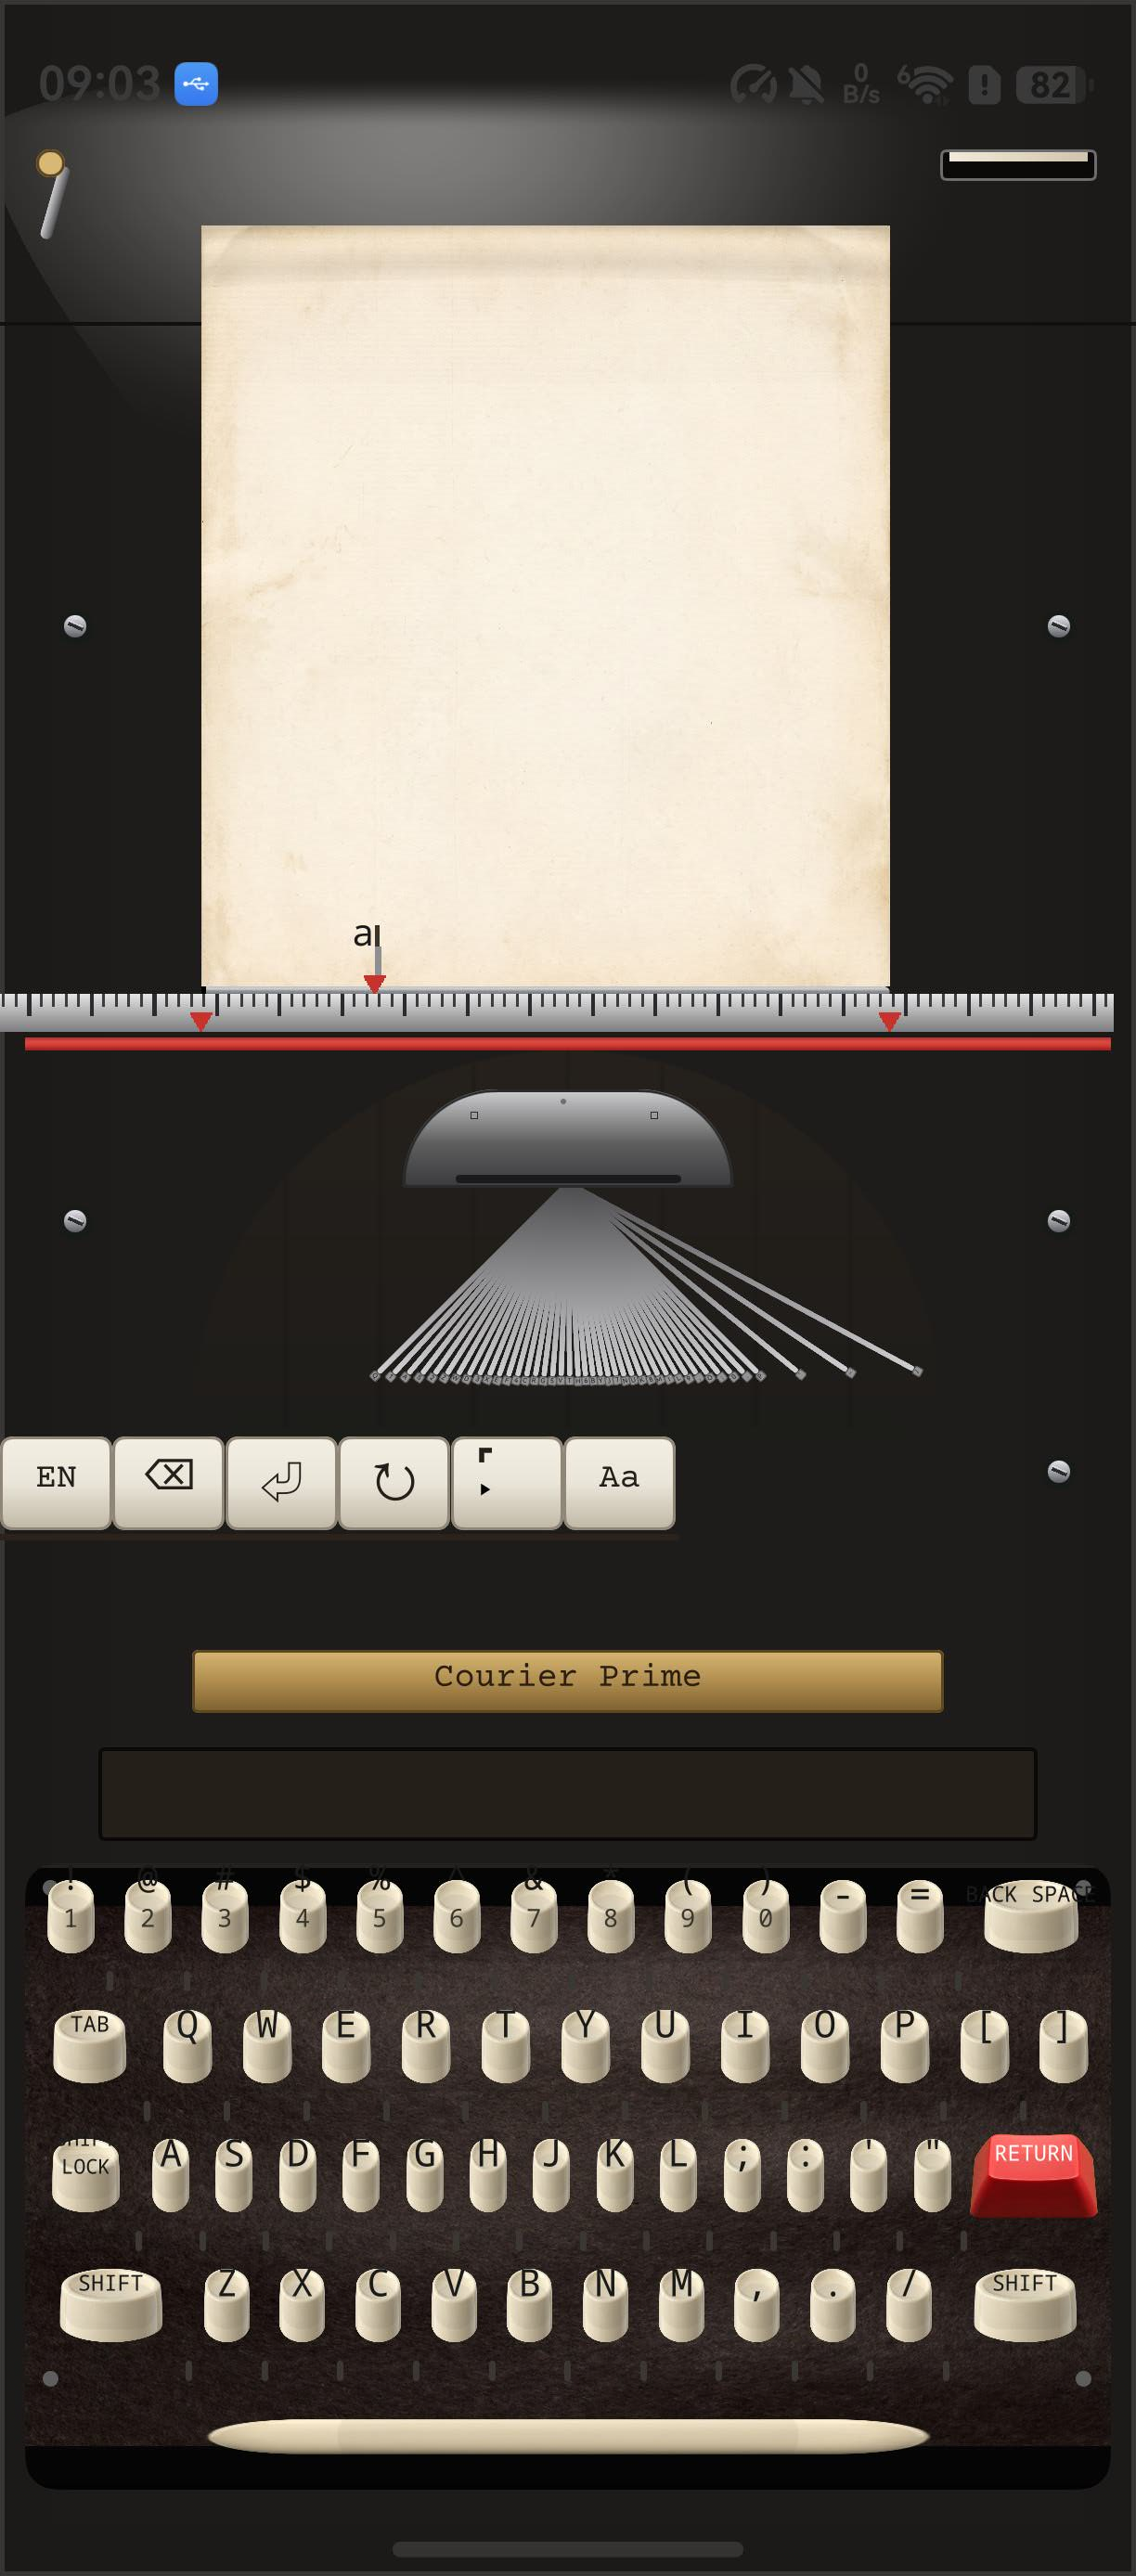 09:03
0 B/s 6 82
a
EN Aa
Courier Prime
! @ # $ % ^ & * ( )
1 2 3 4 5 6 7 8 9 0 - = BACK SPACE
TAB Q W E R T Y U I O P [ ]
LOCK A S D F G H J K L ; : ' " RETURN
SHIFT Z X C V B N M , . / SHIFT